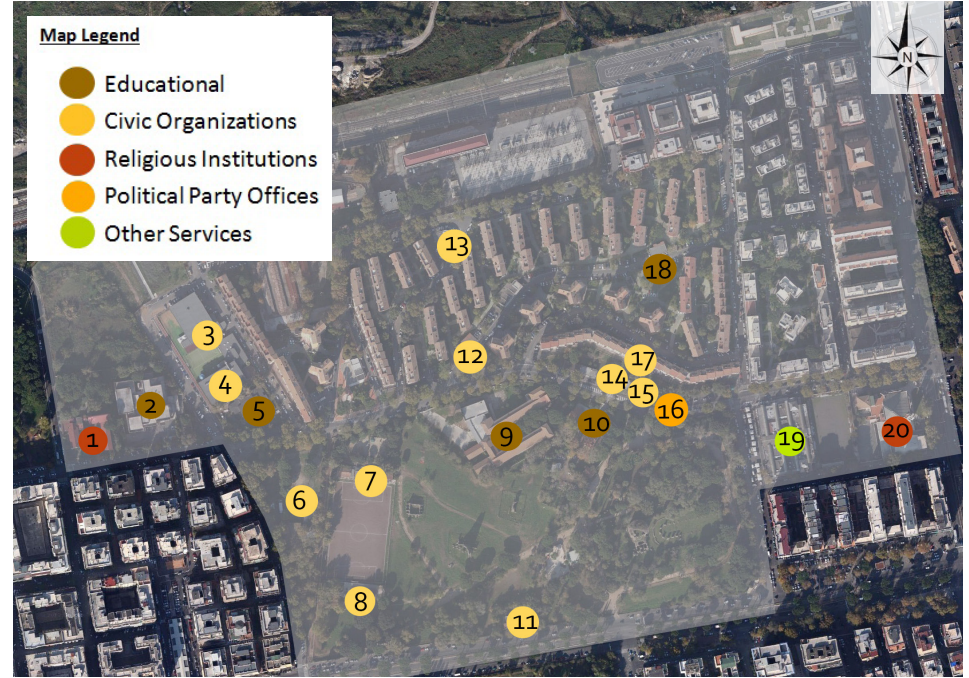 Map Legend
Educational
Civic Organizations
Religious Institutions
Political Party Offices
Other Services
N
13
18
3
12
17
4
14
15
2
5
16
10
1
9
19
20
7
6
8
11